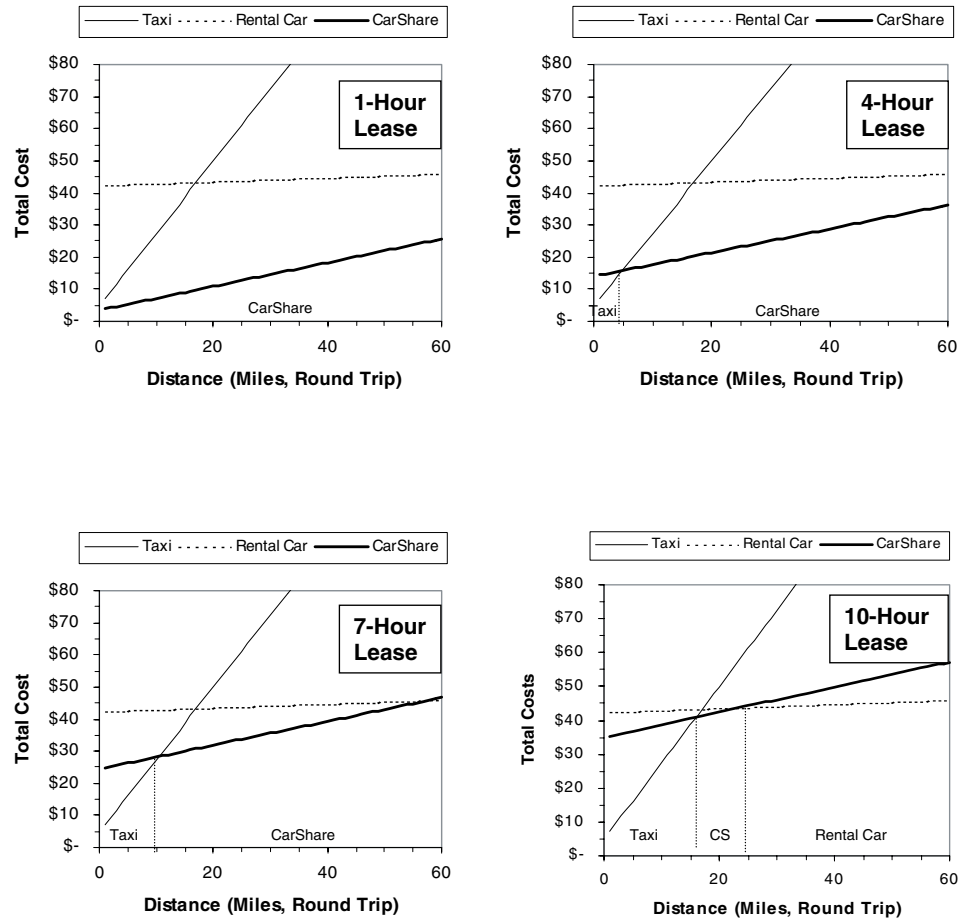 Taxi Rental Car CarShare
$80
$70
$60
$50
$40
$30
$20
$10
$-
Total Cost
1-Hour
Lease
CarShare
0 20 40 60
Distance (Miles, Round Trip)
Taxi Rental Car CarShare
$80
$70
$60
$50
$40
$30
$20
$10
$-
Total Cost
4-Hour
Lease
Taxi CarShare
0 20 40 60
Distance (Miles, Round Trip)
Taxi Rental Car CarShare
$80
$70
$60
$50
$40
$30
$20
$10
$-
Total Cost
7-Hour
Lease
Taxi CarShare
0 20 40 60
Distance (Miles, Round Trip)
Taxi Rental Car CarShare
$80
$70
$60
$50
$40
$30
$20
$10
$-
Total Costs
10-Hour
Lease
Taxi CS Rental Car
0 20 40 60
Distance (Miles, Round Trip)